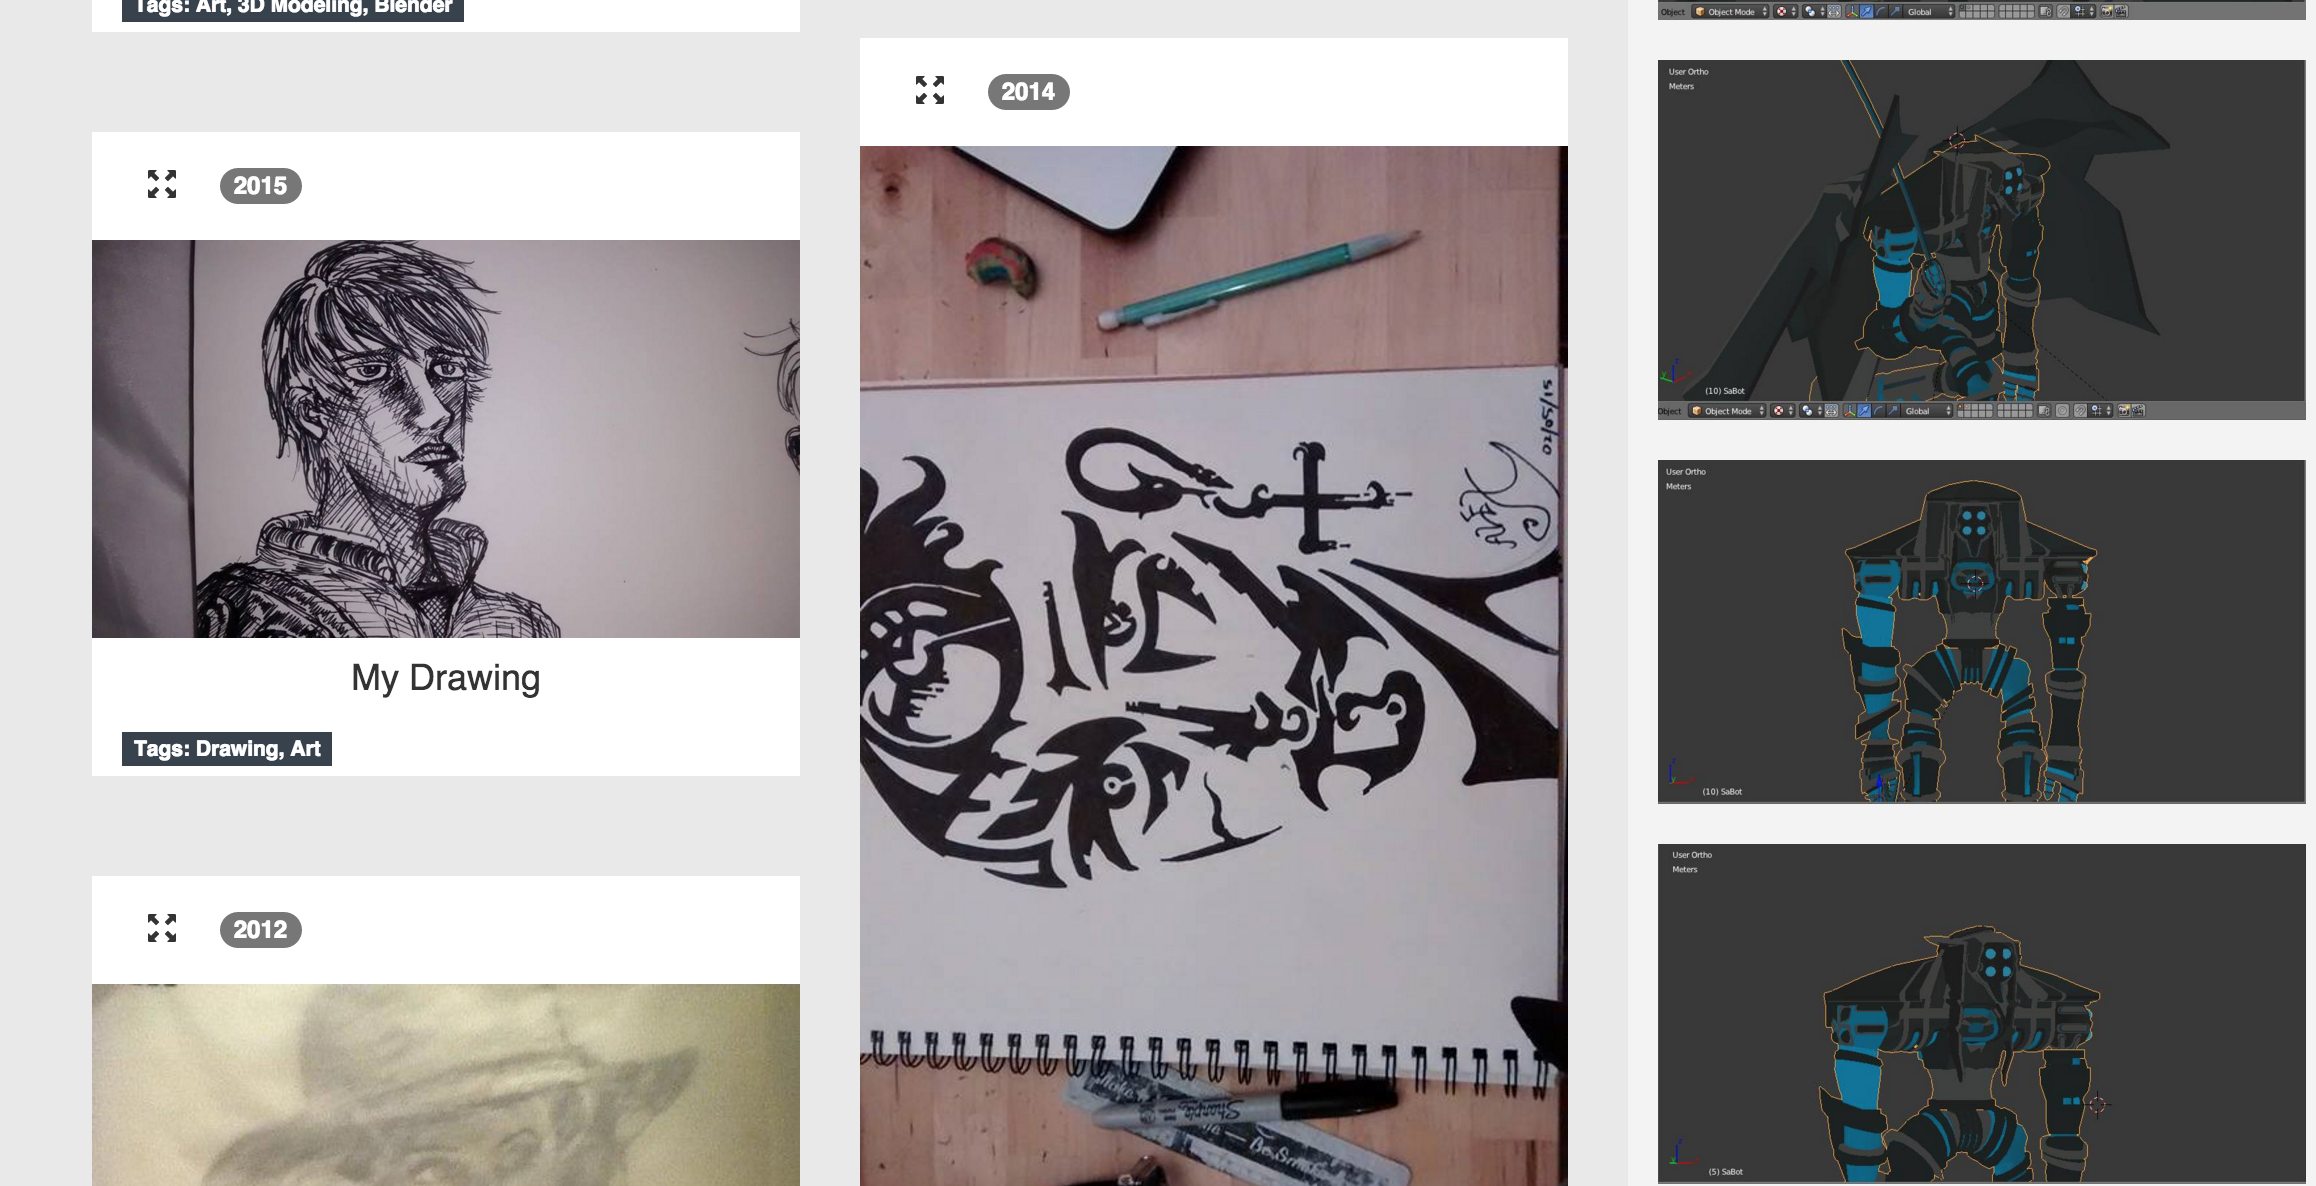 Tags: Art, 3D Modeling, Blender
2015
My Drawing
Tags: Drawing, Art
2012
2014
51/50/20
Sharpie
Object
Object Mode
Global
User Ortho
Meters
(10) SaBot
Object
Object Mode
Global
User Ortho
Meters
(10) SaBot
User Ortho
Meters
(5) SaBot